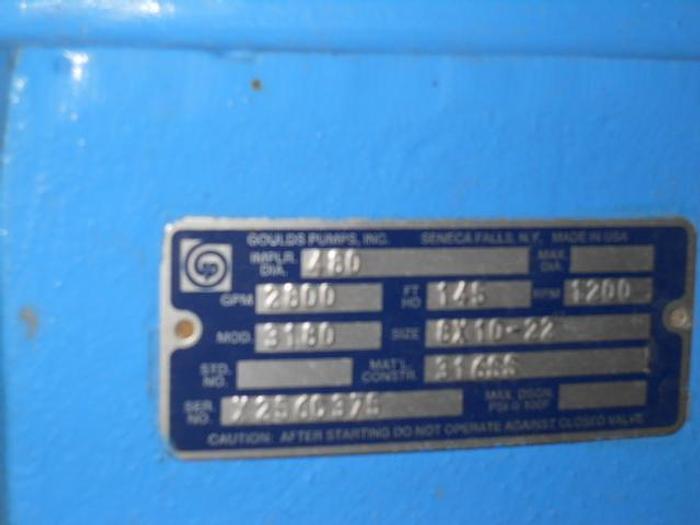 GOULDS PUMPS, INC. SENECA FALLS, N.Y. MADE IN USA
IMPLR. DIA. 480 MAX. DIA.
GPM 2800 FT HD 145 RPM 1200
MOD. 3180 SIZE 8X10-22
STD. NO. MAT'L. CONSTR. 316SS
SER. NO.
MAX. DSGN. PSI @ 100F
CAUTION: AFTER STARTING DO NOT OPERATE AGAINST CLOSED VALVE